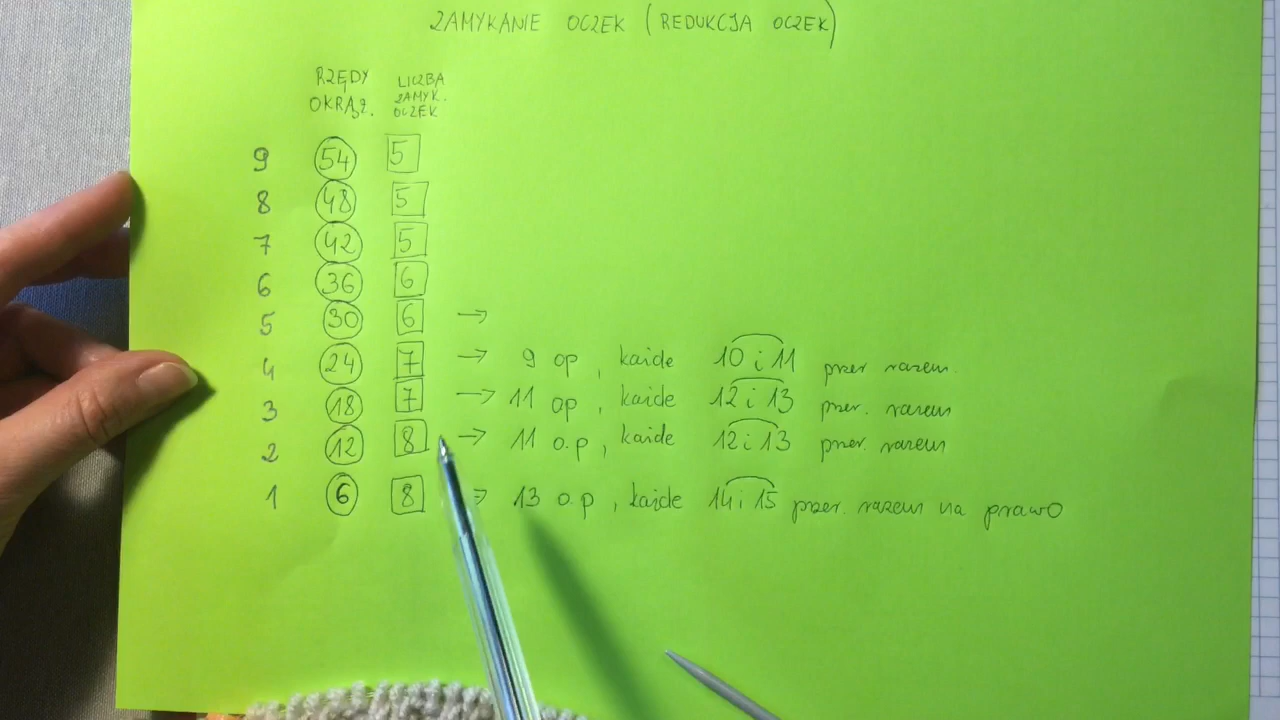 ZAMYKANIE OCZEK (REDUKCJA OCZEK)
RZĘDY OKRĄŻ. LICZBA ZAMYK. OCZEK
9 54 5
8 48 5
7 42 5
6 36 6
5 30 6 →
4 24 7 → 9 op, każde 10 i 11 przer razem.
3 18 7 → 11 op, każde 12 i 13 przer. razem
2 12 8 → 11 o.p, każde 12 i 13 przer. razem
1 6 8 → 13 o.p, każde 14 i 15 przer. razem na prawo